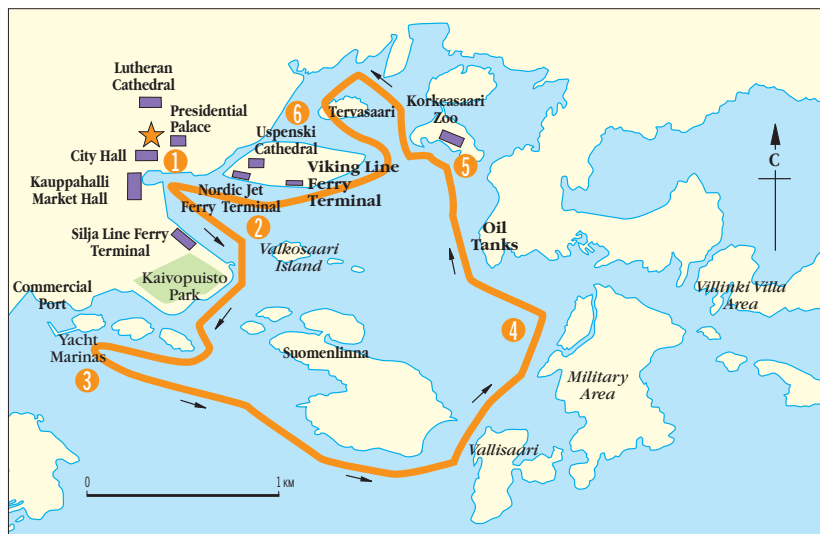 Lutheran
Cathedral
Presidential
Palace
City Hall
1
Kauppahalli
Market Hall
6
Tervasaari
Korkeasaari
Zoo
5
Uspenski
Cathedral
Viking Line
Ferry
Terminal
Nordic Jet
Ferry Terminal
2
С
Silja Line Ferry
Terminal
Valkosaari
Island
Oil
Tanks
Kaivopuisto
Park
Villinki Villa
Area
Commercial
Port
Yacht
Marinas
3
Suomenlinna
4
Military
Area
Vallisaari
0
1 КМ